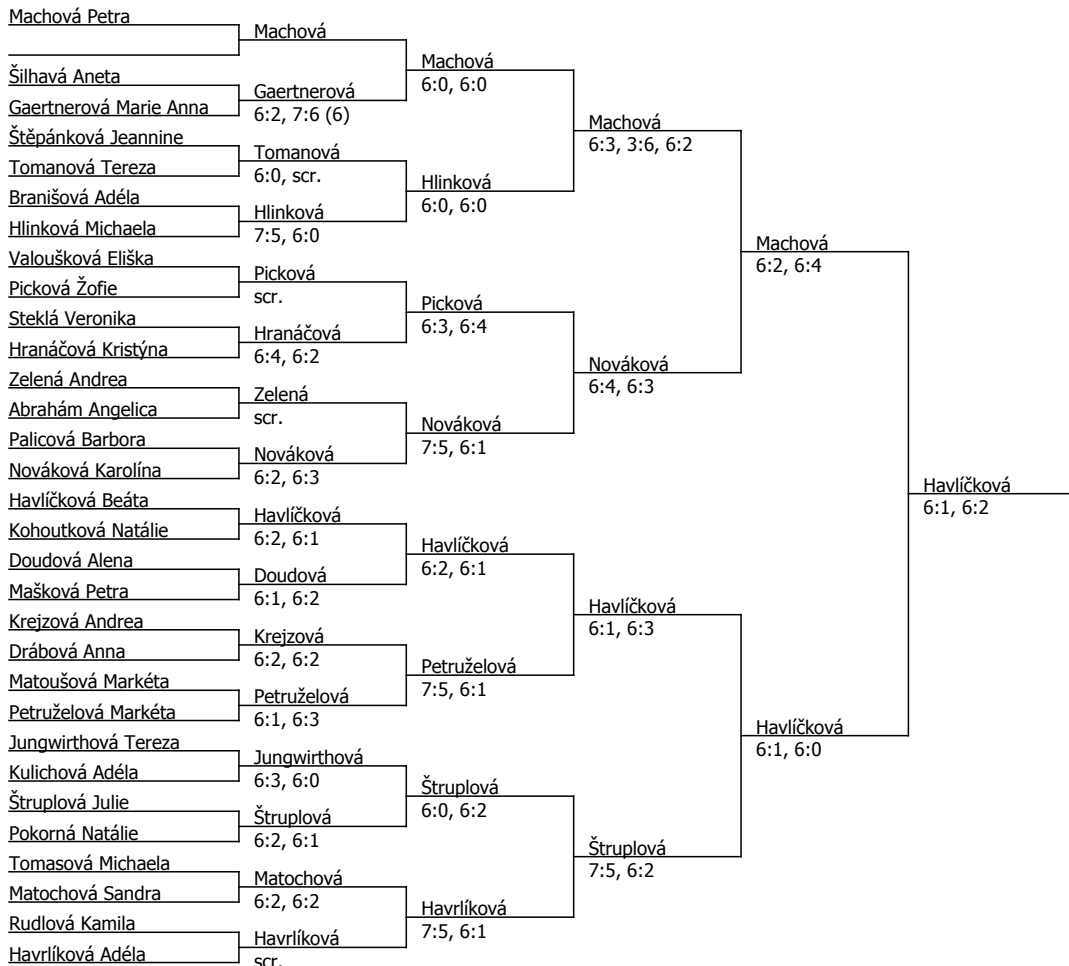 Machová Petra
Šilhavá Aneta
Gaertnerová Marie Anna
Štěpánková Jeannine
Tomanová Tereza
Branišová Adéla
Hlinková Michaela
Valoušková Eliška
Picková Žofie
Steklá Veronika
Hranáčová Kristýna
Zelená Andrea
Abrahám Angelica
Palicová Barbora
Nováková Karolína
Havlíčková Beáta
Kohoutková Natálie
Doudová Alena
Mašková Petra
Krejzová Andrea
Drábová Anna
Matoušová Markéta
Petruželová Markéta
Jungwirthová Tereza
Kulichová Adéla
Štruplová Julie
Pokorná Natálie
Tomasová Michaela
Matochová Sandra
Rudlová Kamila
Havrlíková Adéla
Machová
Gaertnerová
6:2, 7:6 (6)
Tomanová
6:0, scr.
Hlinková
7:5, 6:0
Picková
scr.
Hranáčová
6:4, 6:2
Zelená
scr.
Nováková
6:2, 6:3
Havlíčková
6:2, 6:1
Doudová
6:1, 6:2
Krejzová
6:2, 6:2
Petruželová
6:1, 6:3
Jungwirthová
6:3, 6:0
Štruplová
6:2, 6:1
Matochová
6:2, 6:2
Havrlíková
scr.
Machová
6:0, 6:0
Hlinková
6:0, 6:0
Picková
6:3, 6:4
Nováková
7:5, 6:1
Havlíčková
6:2, 6:1
Petruželová
7:5, 6:1
Štruplová
6:0, 6:2
Havrlíková
7:5, 6:1
Machová
6:3, 3:6, 6:2
Nováková
6:4, 6:3
Havlíčková
6:1, 6:3
Štruplová
7:5, 6:2
Machová
6:2, 6:4
Havlíčková
6:1, 6:0
Havlíčková
6:1, 6:2